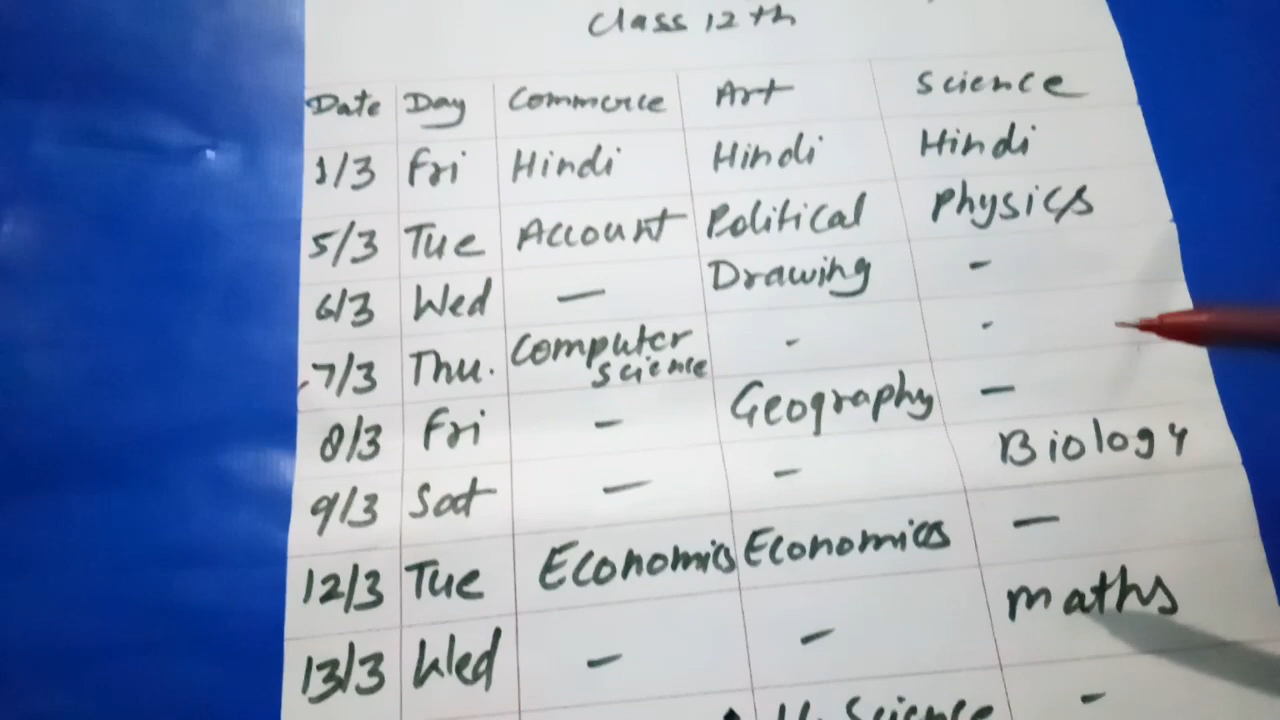 Class 12th
Date Day Commerce Art Science
1/3 Fri Hindi Hindi Hindi
5/3 Tue Account Political Physics
6/3 Wed — Drawing -
7/3 Thu. Computer Science - -
8/3 Fri - Geography —
9/3 Sat — - Biology
12/3 Tue Economics Economics —
13/3 Wed — - maths
Science -